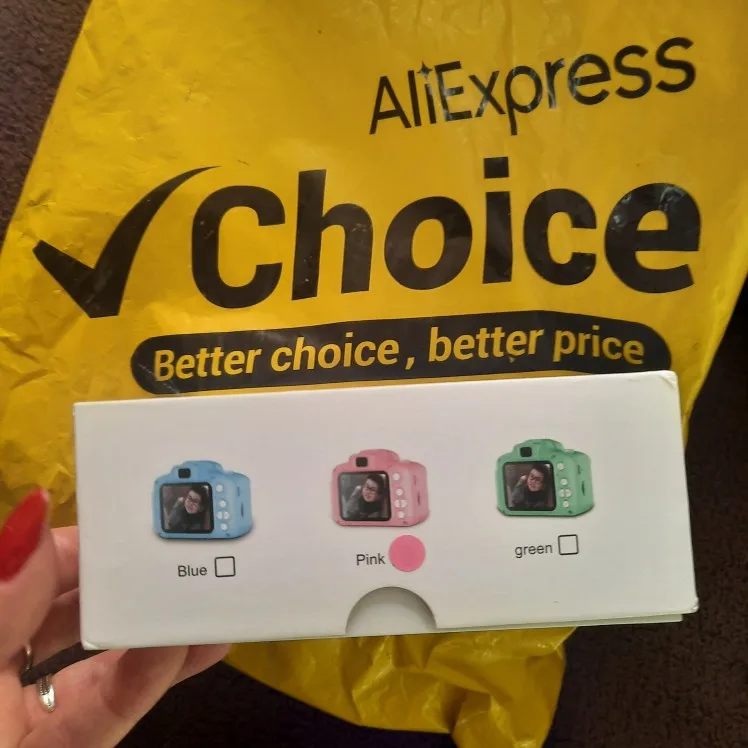 AliExpress
Choice
Better choice, better price
Blue
Pink
green